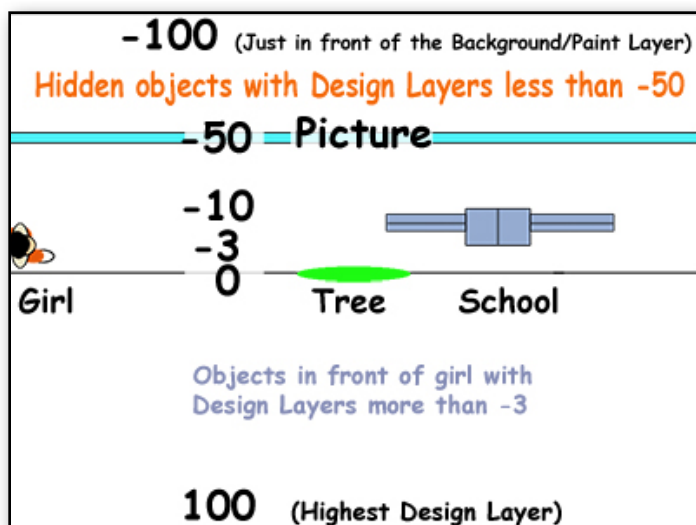 -100 (Just in front of the Background/Paint Layer)
Hidden objects with Design Layers less than -50
-50 Picture
-10
-3
0
Girl Tree School
Objects in front of girl with
Design Layers more than -3
100 (Highest Design Layer)